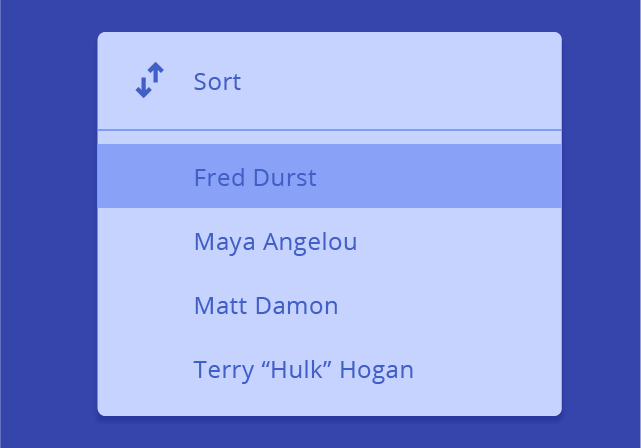 Sort
Fred Durst
Maya Angelou
Matt Damon
Terry “Hulk” Hogan